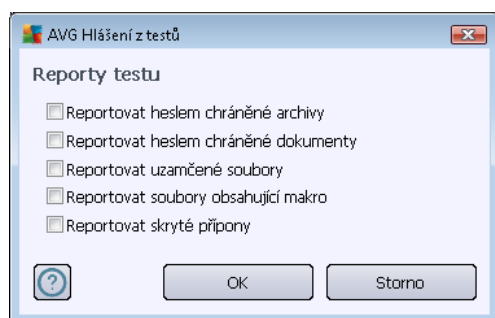 AVG Hlášení z testů
Reporty testu
Reportovat heslem chráněné archivy
Reportovat heslem chráněné dokumenty
Reportovat uzamčené soubory
Reportovat soubory obsahující makro
Reportovat skryté přípony
?
OK
Storno